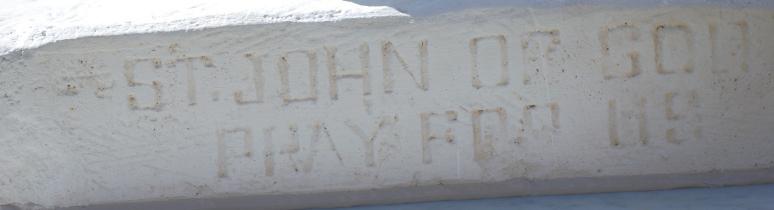 ST. JOHN OF GOD
PRAY FOR US